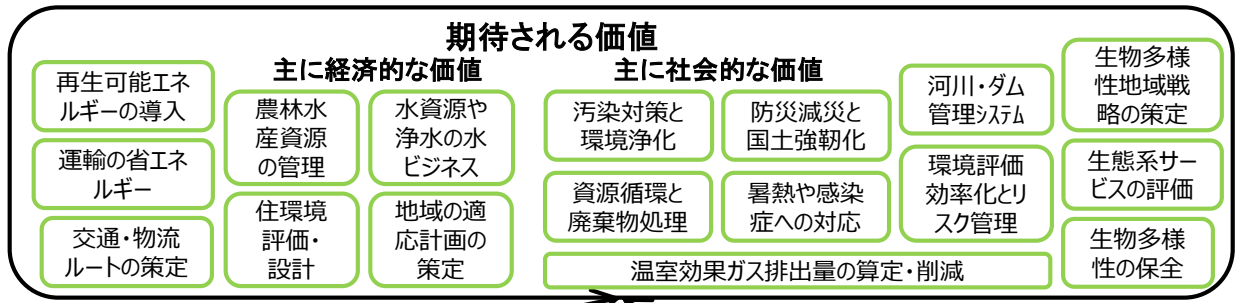 期待される価値
主に経済的な価値
主に社会的な価値
再生可能エネ
ルギーの導入
運輸の省エネ
ルギー
交通・物流
ルートの策定
農林水
産資源
の管理
水資源や
浄水の水
ビジネス
住環境
評価・
設計
地域の適
応計画の
策定
汚染対策と
環境浄化
防災減災と
国土強靭化
資源循環と
廃棄物処理
暑熱や感染
症への対応
河川・ダム
管理システム
環境評価
効率化とリ
スク管理
温室効果ガス排出量の算定・削減
生物多様
性地域戦
略の策定
生態系サー
ビスの評価
生物多様
性の保全